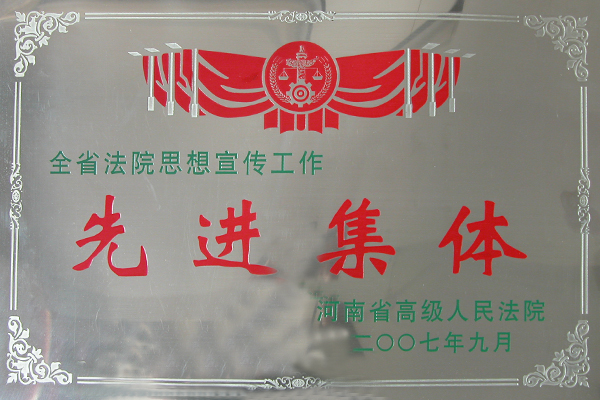 全省法院思想宣传工作
先进集体
河南省高级人民法院
二〇〇七年九月